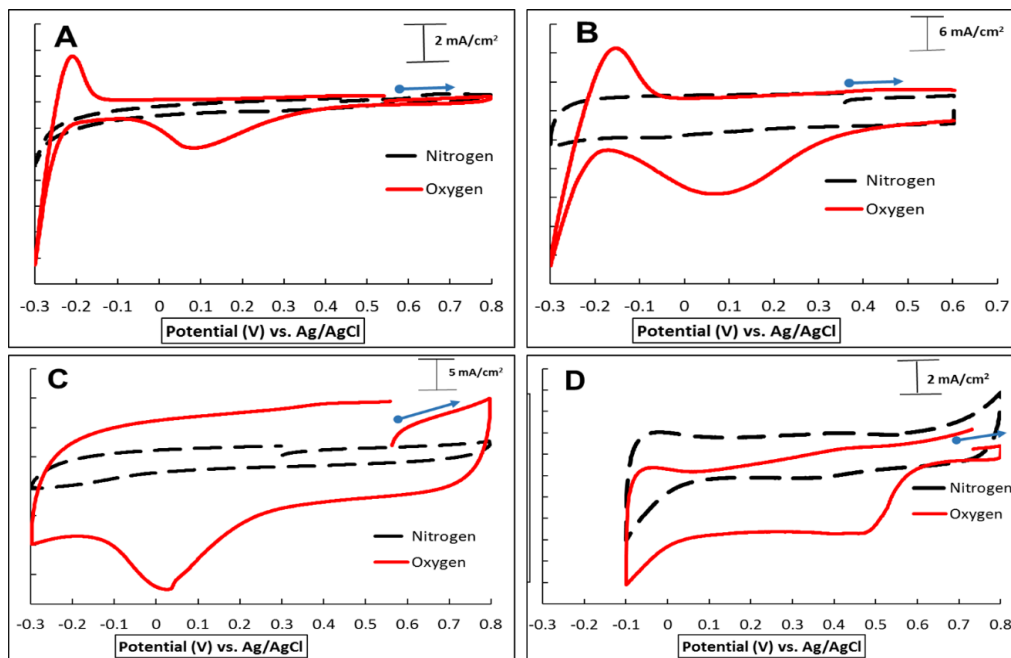 A
2 mA/cm²
Nitrogen
Oxygen
-0.3 -0.2 -0.1 0 0.1 0.2 0.3 0.4 0.5 0.6 0.7 0.8
Potential (V) vs. Ag/AgCl
B
6 mA/cm²
Nitrogen
Oxygen
-0.3 -0.2 -0.1 0 0.1 0.2 0.3 0.4 0.5 0.6 0.7 0.8
Potential (V) vs. Ag/AgCl
C
5 mA/cm²
Nitrogen
Oxygen
-0.3 -0.2 -0.1 0 0.1 0.2 0.3 0.4 0.5 0.6 0.7 0.8
Potential (V) vs. Ag/AgCl
D
2 mA/cm²
Nitrogen
Oxygen
-0.3 -0.2 -0.1 0 0.1 0.2 0.3 0.4 0.5 0.6 0.7 0.8
Potential (V) vs. Ag/AgCl